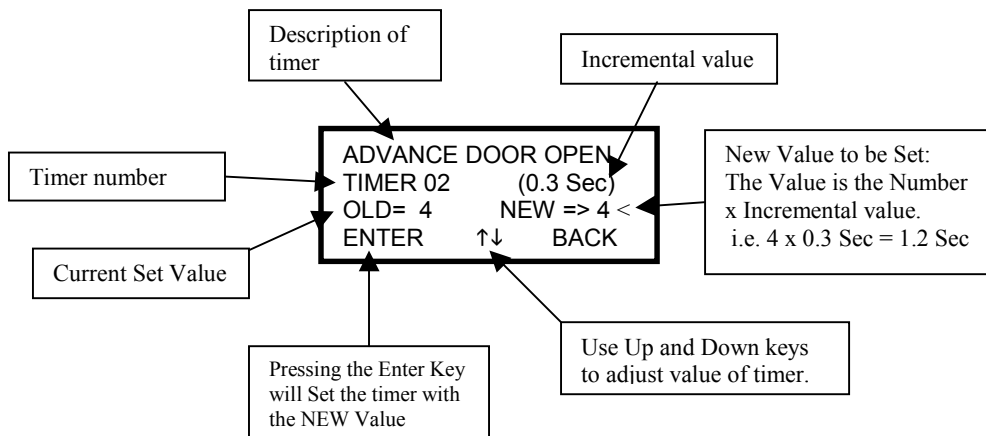 Description of
timer
Incremental value
ADVANCE DOOR OPEN
TIMER 02 (0.3 Sec)
OLD= 4 NEW => 4 <
ENTER ↑↓ BACK
Timer number
Current Set Value
New Value to be Set:
The Value is the Number
x Incremental value.
i.e. 4 x 0.3 Sec = 1.2 Sec
Pressing the Enter Key
will Set the timer with
the NEW Value
Use Up and Down keys
to adjust value of timer.